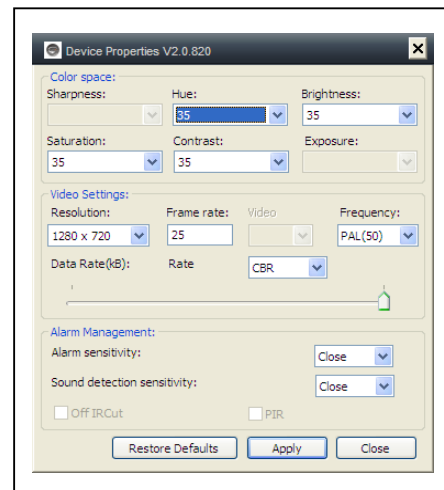 Device Properties V2.0.820
Color space:
Sharpness: Hue: Brightness:
35 35
Saturation: Contrast: Exposure:
35 35
Video Settings:
Resolution: Frame rate: Video Frequency:
1280 x 720 25 PAL(50)
Data Rate(kB): Rate CBR
Alarm Management:
Alarm sensitivity: Close
Sound detection sensitivity: Close
Off IRCut PIR
Restore Defaults Apply Close